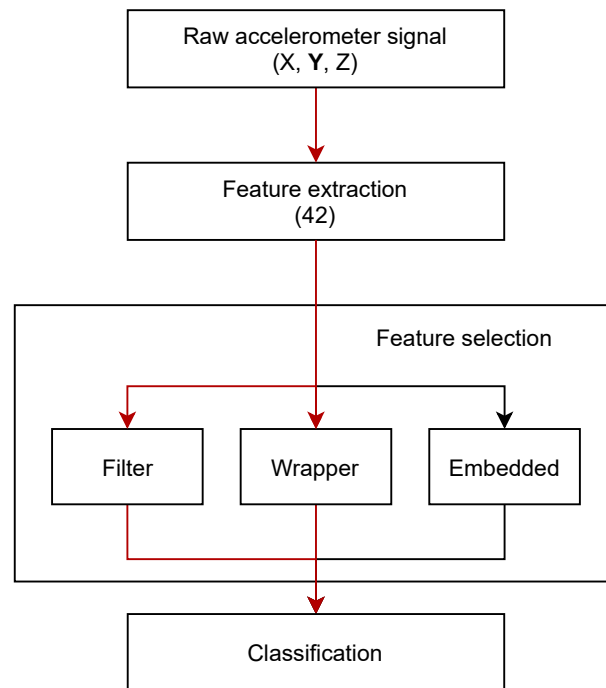 Raw accelerometer signal
(X, Y, Z)
Feature extraction
(42)
Feature selection
Filter
Wrapper
Embedded
Classification